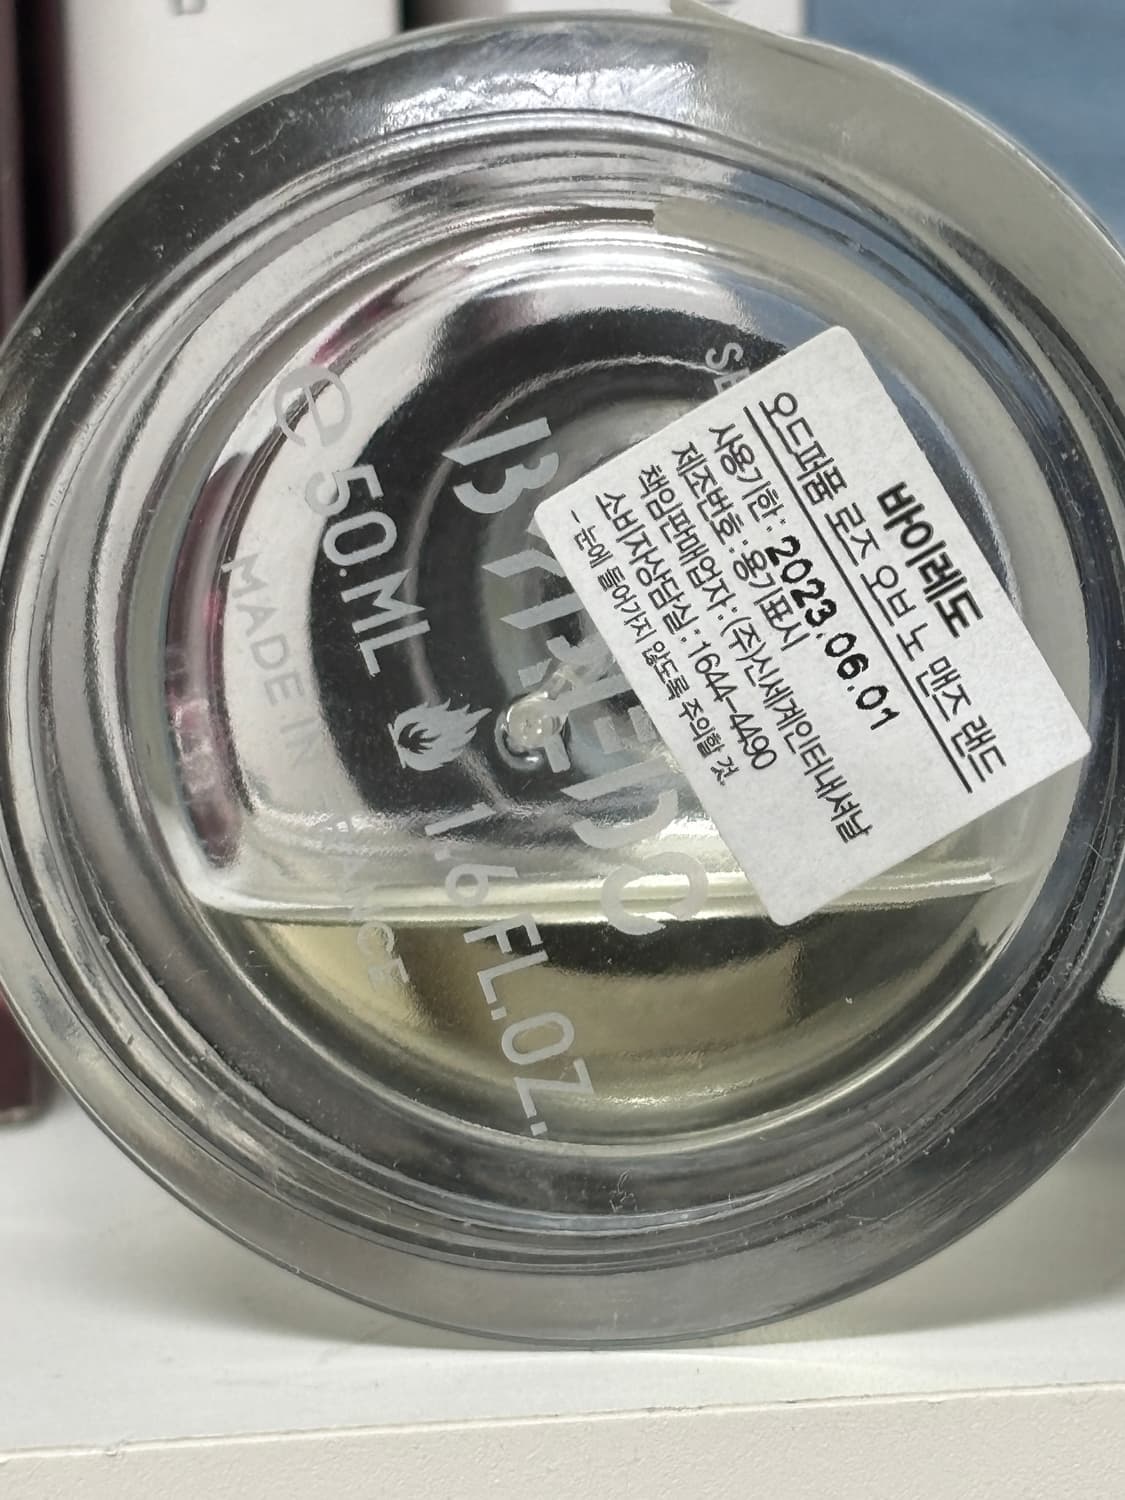 바이레도
오드퍼퓸 로즈 오브 노 맨즈 랜드
사용기한 : 2023.06.01
제조번호 : 용기표시
책임판매업자 : (주)신세계인터내셔날
소비자상담실 : 1644-4490
- 눈에 들어가지 않도록 주의할 것.
BYREDO
e 50.ML 1.6 FL.OZ.
MADE IN FRANCE